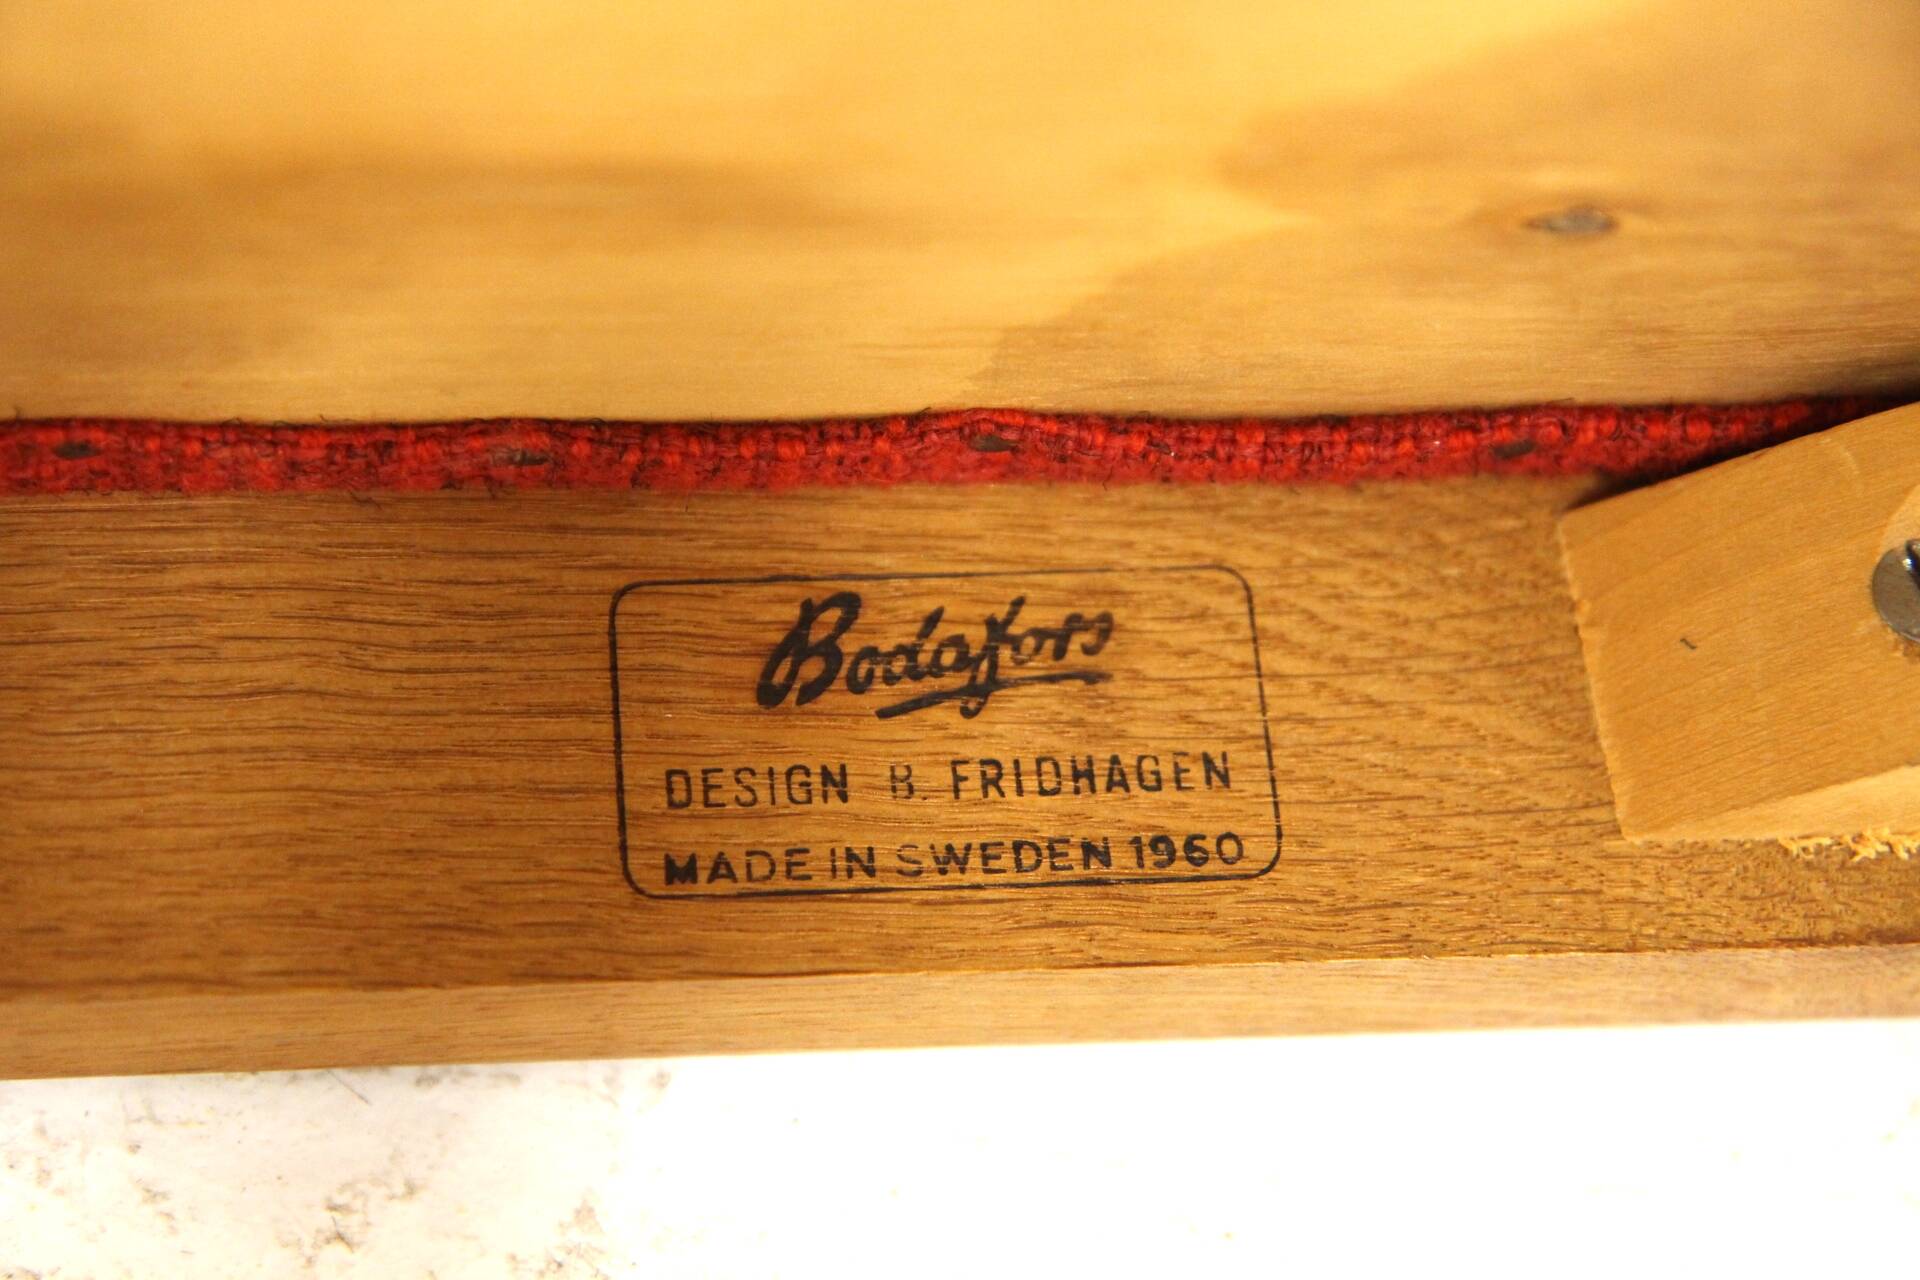 Bodafors
DESIGN B. FRIDHAGEN
MADE IN SWEDEN 1960